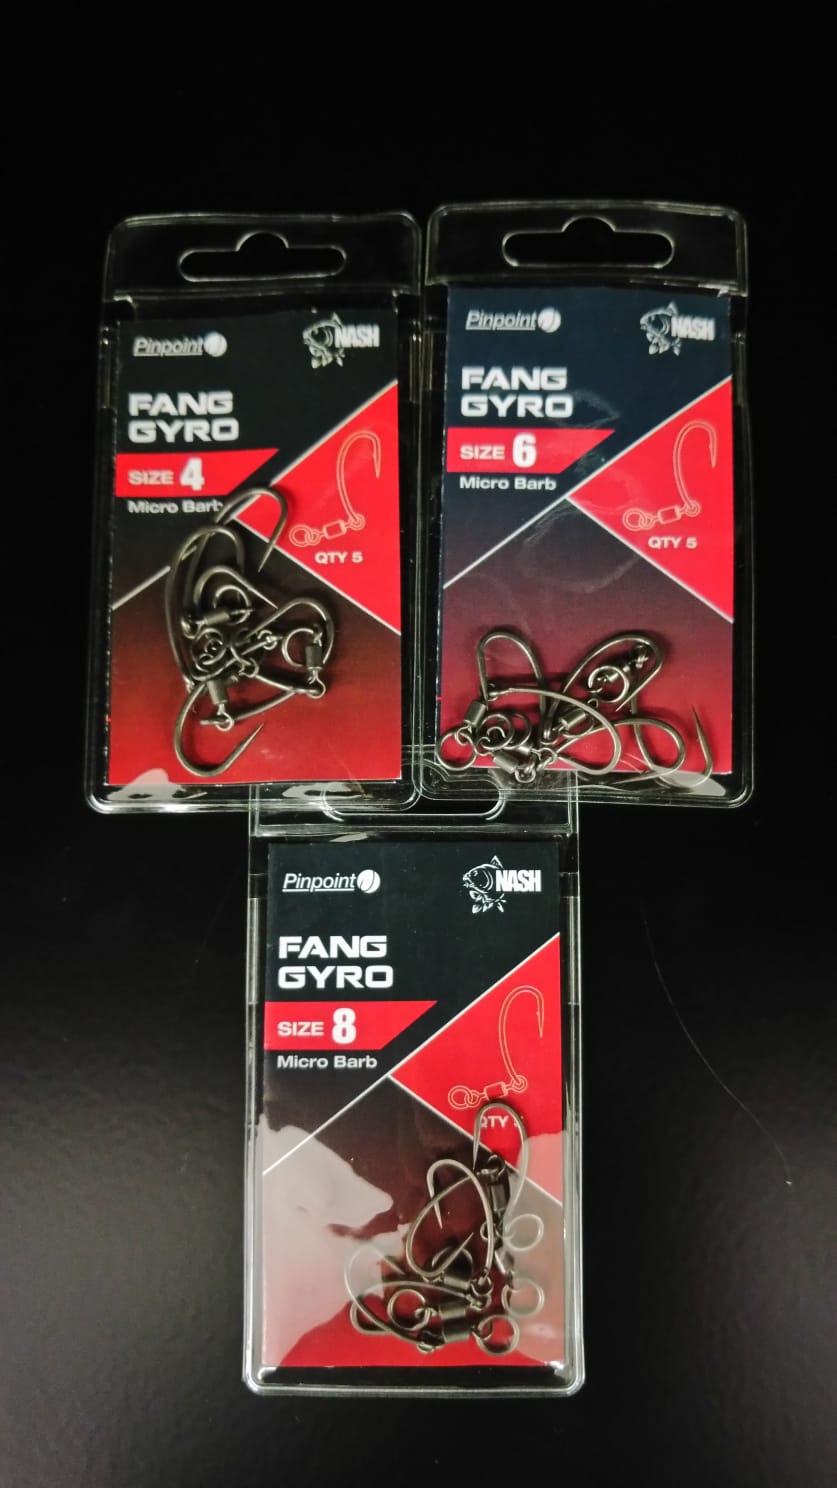 Pinpoint
NASH
FANG
GYRO
SIZE 4
Micro Barb
QTY 5
Pinpoint
NASH
FANG
GYRO
SIZE 6
Micro Barb
QTY 5
Pinpoint
NASH
FANG
GYRO
SIZE 8
Micro Barb
QTY